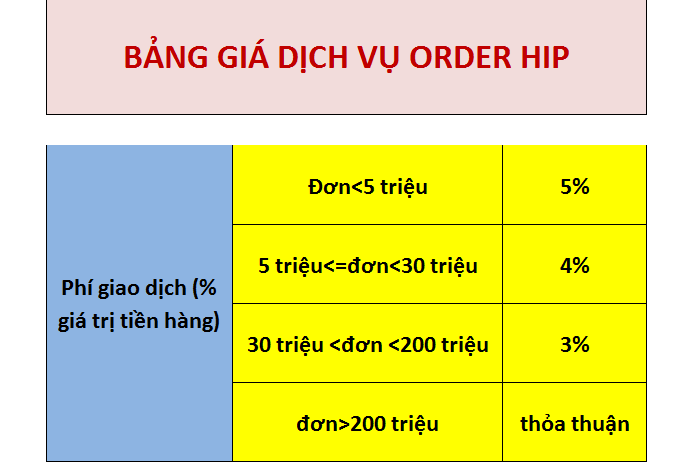 BẢNG GIÁ DỊCH VỤ ORDER HIP
Đơn<5 triệu 5%
5 triệu<=đơn<30 triệu 4%
Phí giao dịch (%
giá trị tiền hàng)
30 triệu <đơn <200 triệu 3%
đơn>200 triệu thỏa thuận